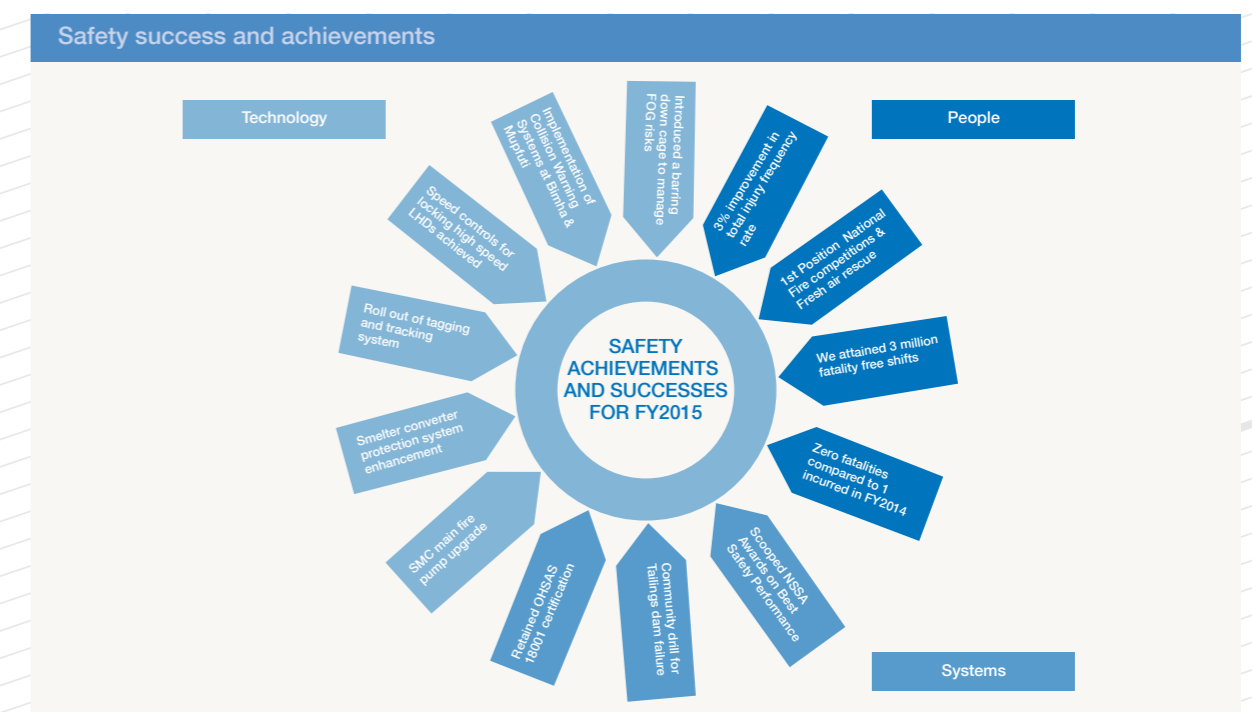 Safety success and achievements
Technology
People
Introduced a barring
down cage to manage
FOG risks
3% improvement in
total injury frequency
rate
1st Position National
Fire competitions &
Fresh air rescue
We attained 3 million
fatality free shifts
Zero fatalities
compared to 1
incurred in FY2014
Scooped NSSA
Awards on Best
Safety Performance
Community drill for
Tailings dam failure
Retained OHSAS
18001 certification
SMC main fire
pump upgrade
Smelter converter
protection system
enhancement
Roll out of tagging
and tracking
system
Speed controls for
locking high speed
LHDs achieved
Implementation of
Collision Warning
Systems at Bimha &
Mupfuti
SAFETY
ACHIEVEMENTS
AND SUCCESSES
FOR FY2015
Systems